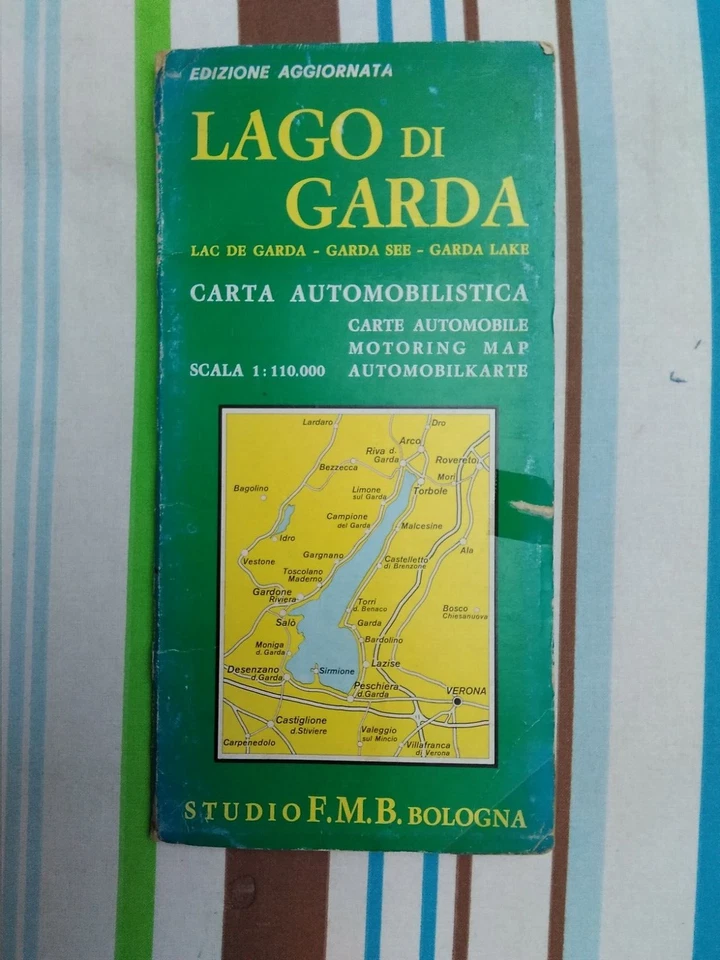 EDIZIONE AGGIORNATA
LAGO DI
GARDA
LAC DE GARDA - GARDA SEE - GARDA LAKE
CARTA AUTOMOBILISTICA
CARTE AUTOMOBILE
MOTORING MAP
SCALA 1:110.000 AUTOMOBILKARTE
Lardaro
Dro
Arco
Riva d.
Garda
Rovereto
Bezzecca
Mori
Bagolino
Limone
sul Garda
Torbole
Campione
del Garda
Malcesine
Idro
Ala
Vestone
Gargnano
Castelletto
di Brenzone
Toscolano
Maderno
Gardone
Riviera
Torri
d. Benaco
Bosco
Chiesanuova
Salò
Garda
Bardolino
Moniga
d. Garda
Lazise
Desenzano
d. Garda
Sirmione
Peschiera
d. Garda
VERONA
Castiglione
d. Stiviere
Valeggio
sul Mincio
Carpenedolo
Villafranca
di Verona
STUDIO F.M.B. BOLOGNA